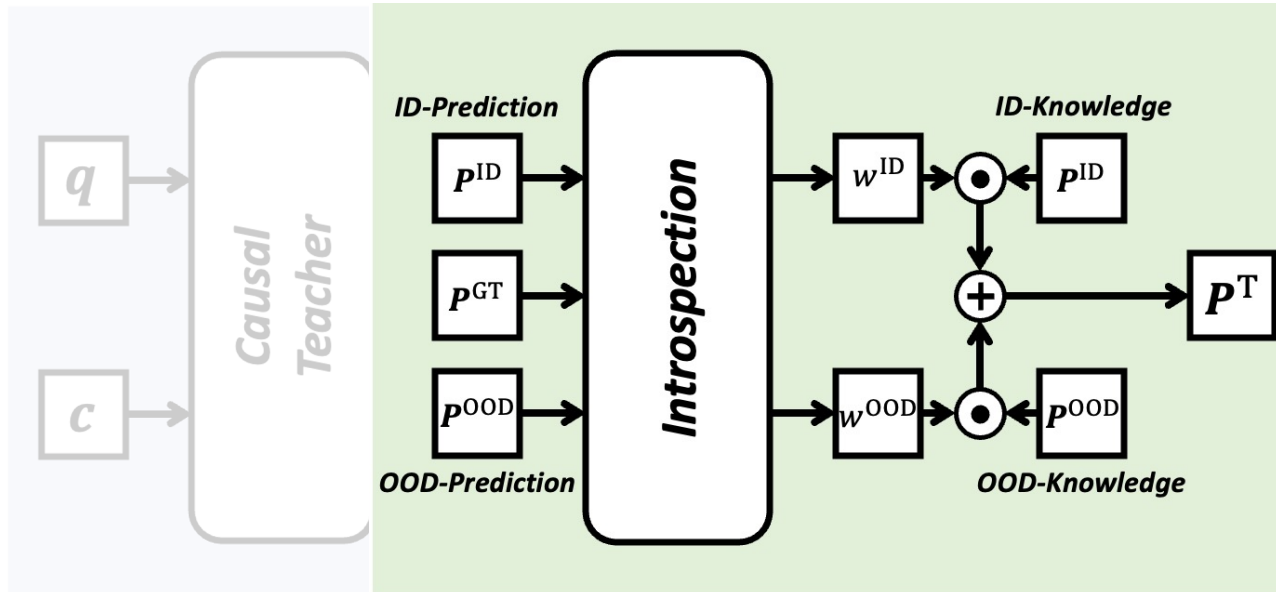 q
c
Causal
Teacher
ID-Prediction
P^ID
P^GT
P^OOD
OOD-Prediction
Introspection
w^ID
w^OOD
ID-Knowledge
P^ID
P^OOD
OOD-Knowledge
+
P^T